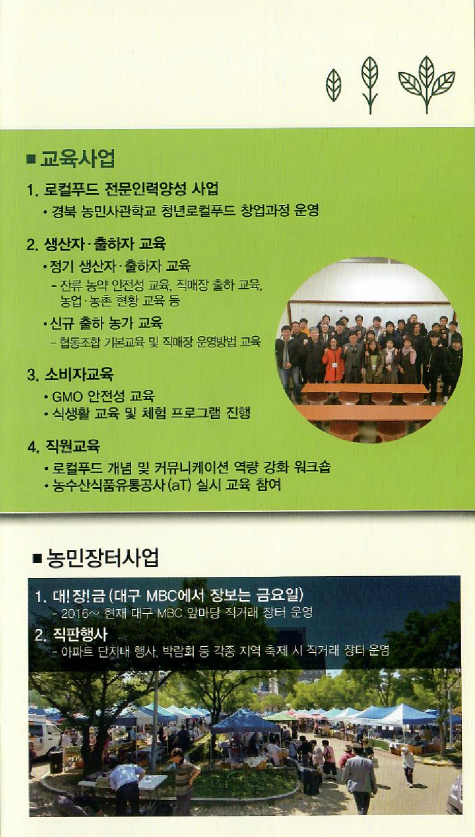 ■ 교육사업
1. 로컬푸드 전문인력양성 사업
• 경북 농민사관학교 청년로컬푸드 창업과정 운영
2. 생산자·출하자 교육
• 정기 생산자·출하자 교육
- 잔류 농약 안전성 교육, 직매장 출하 교육,
농업·농촌 현황 교육 등
• 신규 출하 농가 교육
- 협동조합 기본교육 및 직매장 운영방법 교육
3. 소비자교육
• GMO 안전성 교육
• 식생활 교육 및 체험 프로그램 진행
4. 직원교육
• 로컬푸드 개념 및 커뮤니케이션 역량 강화 워크숍
• 농수산식품유통공사(aT) 실시 교육 참여
■ 농민장터사업
1. 대!장!금 (대구 MBC에서 장보는 금요일)
- 2016~ 현재 대구 MBC 앞마당 직거래 장터 운영
2. 직판행사
- 아파트 단지내 행사, 박람회 등 각종 지역 축제 시 직거래 장터 운영